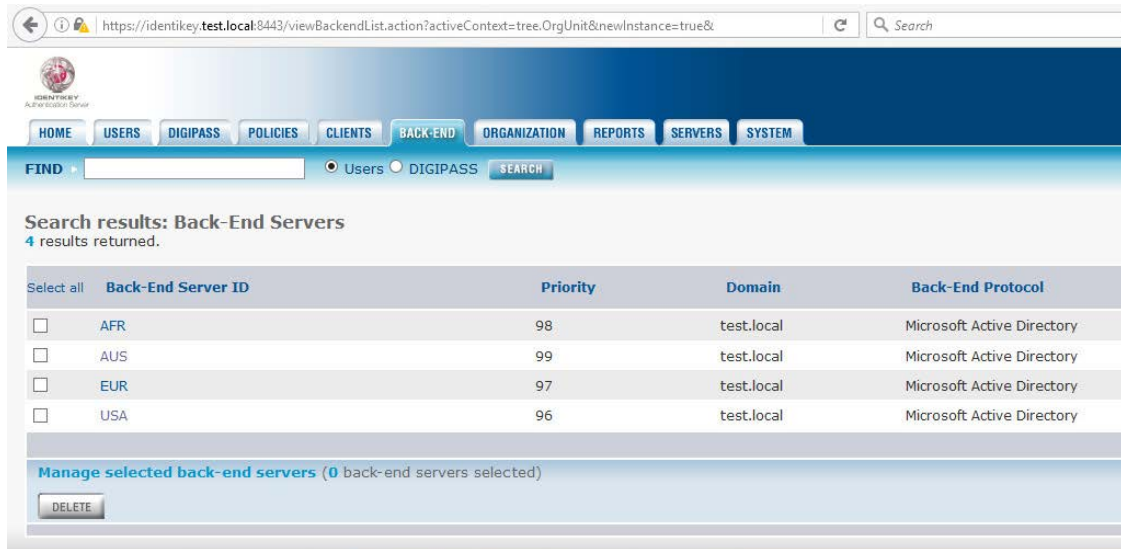 https://identikey.test.local:8443/viewBackendList.action?activeContext=tree.OrgUnit&newInstance=true& Search
IDENTIKEY
Authentication Server
HOME USERS DIGIPASS POLICIES CLIENTS BACK-END ORGANIZATION REPORTS SERVERS SYSTEM
FIND Users DIGIPASS SEARCH
Search results: Back-End Servers
4 results returned.
Select all Back-End Server ID Priority Domain Back-End Protocol
AFR 98 test.local Microsoft Active Directory
AUS 99 test.local Microsoft Active Directory
EUR 97 test.local Microsoft Active Directory
USA 96 test.local Microsoft Active Directory
Manage selected back-end servers (0 back-end servers selected)
DELETE